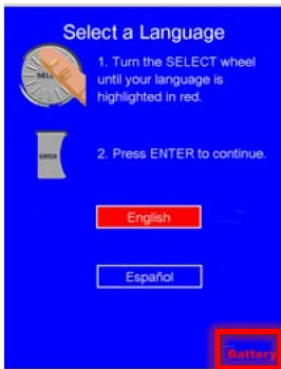 Select a Language
1. Turn the SELECT wheel
until your language is
highlighted in red.
ENTER
2. Press ENTER to continue.
English
Español
Battery